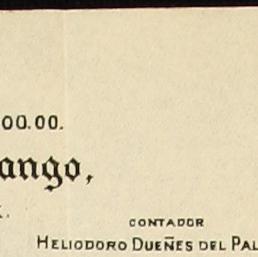 00.00.
ango,
CONTADOR
HELIODORO DUEÑES DEL PAL